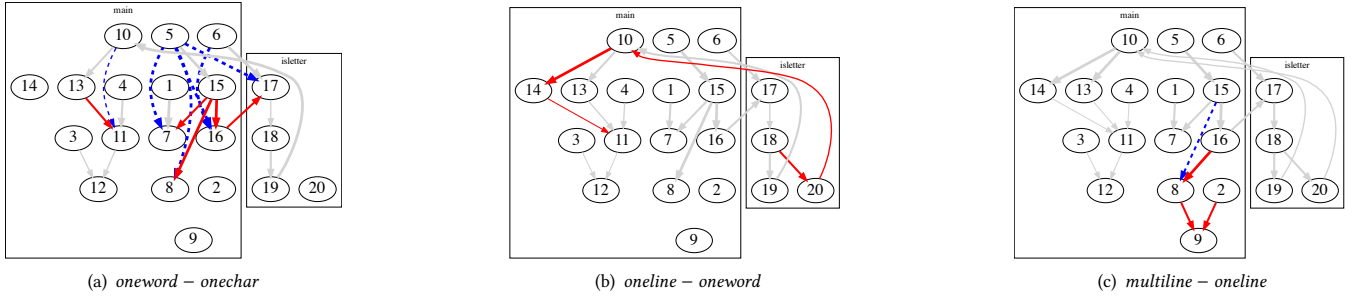 main
10 5 6
isletter
14 13 4 1 15 17
3 11 7 16 18
12 8 2 19 20
9
(a) oneword – onechar
main
10 5 6
isletter
14 13 4 1 15 17
3 11 7 16 18
12 8 2 19 20
9
(b) oneline – oneword
main
10 5 6
isletter
14 13 4 1 15 17
3 11 7 16 18
12 8 2 19 20
9
(c) multiline – oneline